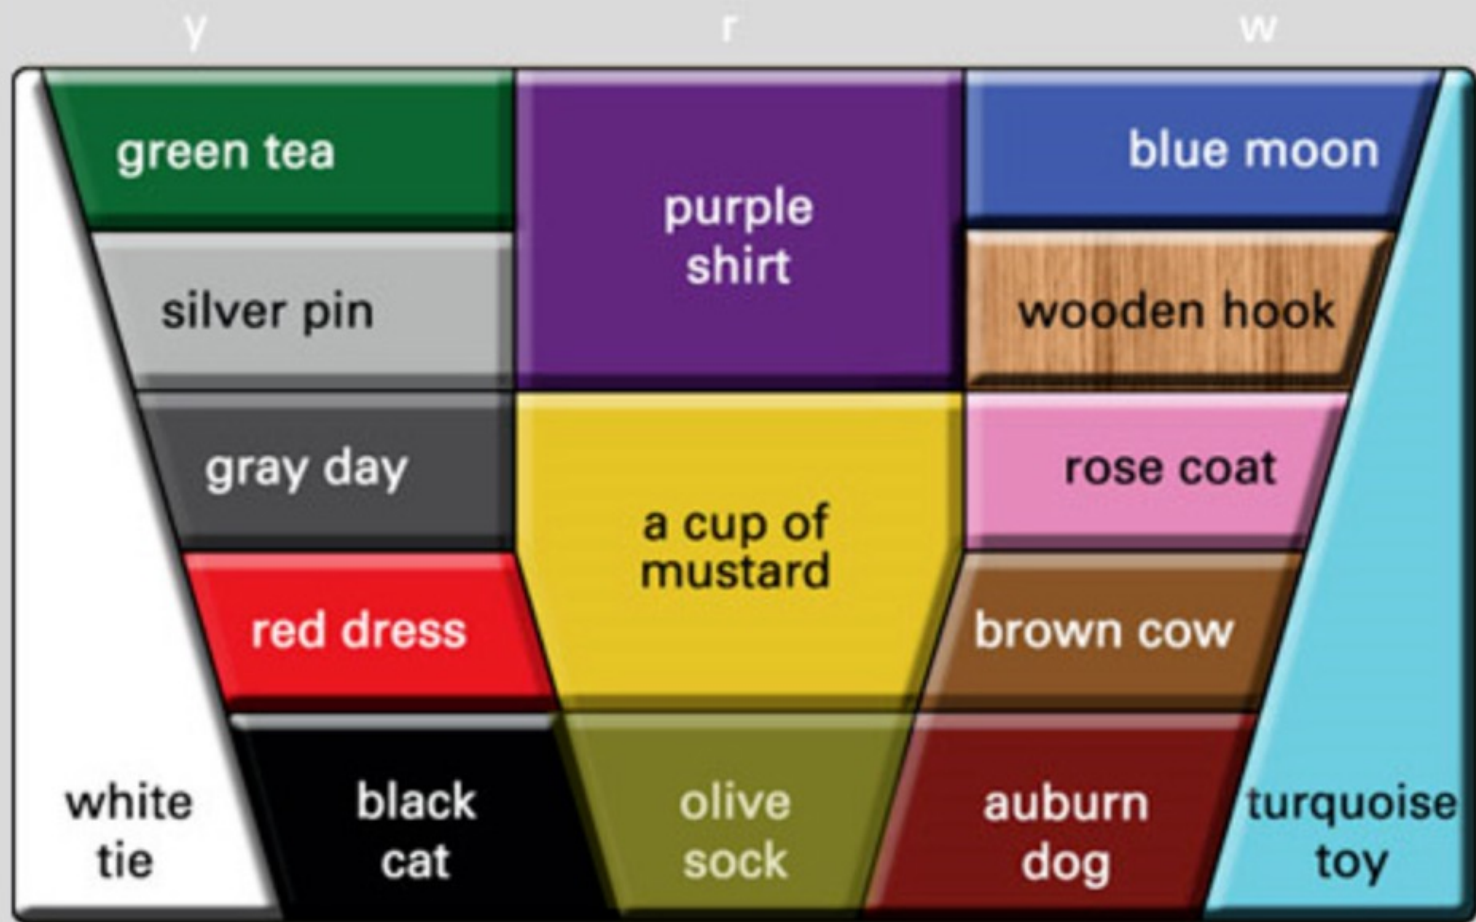 y r w
green tea
purple
shirt
blue moon
silver pin
wooden hook
gray day
a cup of
mustard
rose coat
red dress
brown cow
white
tie
black
cat
olive
sock
auburn
dog
turquoise
toy